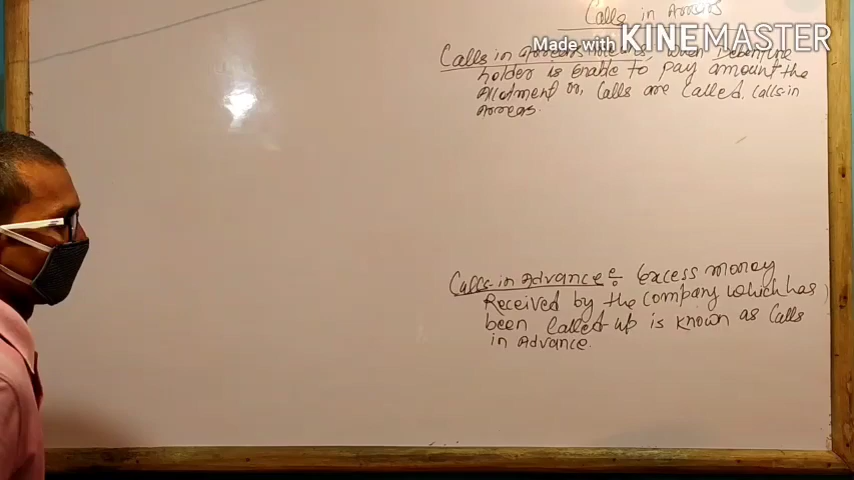 Calls in Arrears
Made with KINEMASTER
Calls in Arrears Means, when Debenture
holder is enable to pay amount the
Allotment or, Calls are called. Calls-in
Arreas.
Calls-in Advance : Excess money
Received by the company which has
been called-up is known as Calls
in Advance.